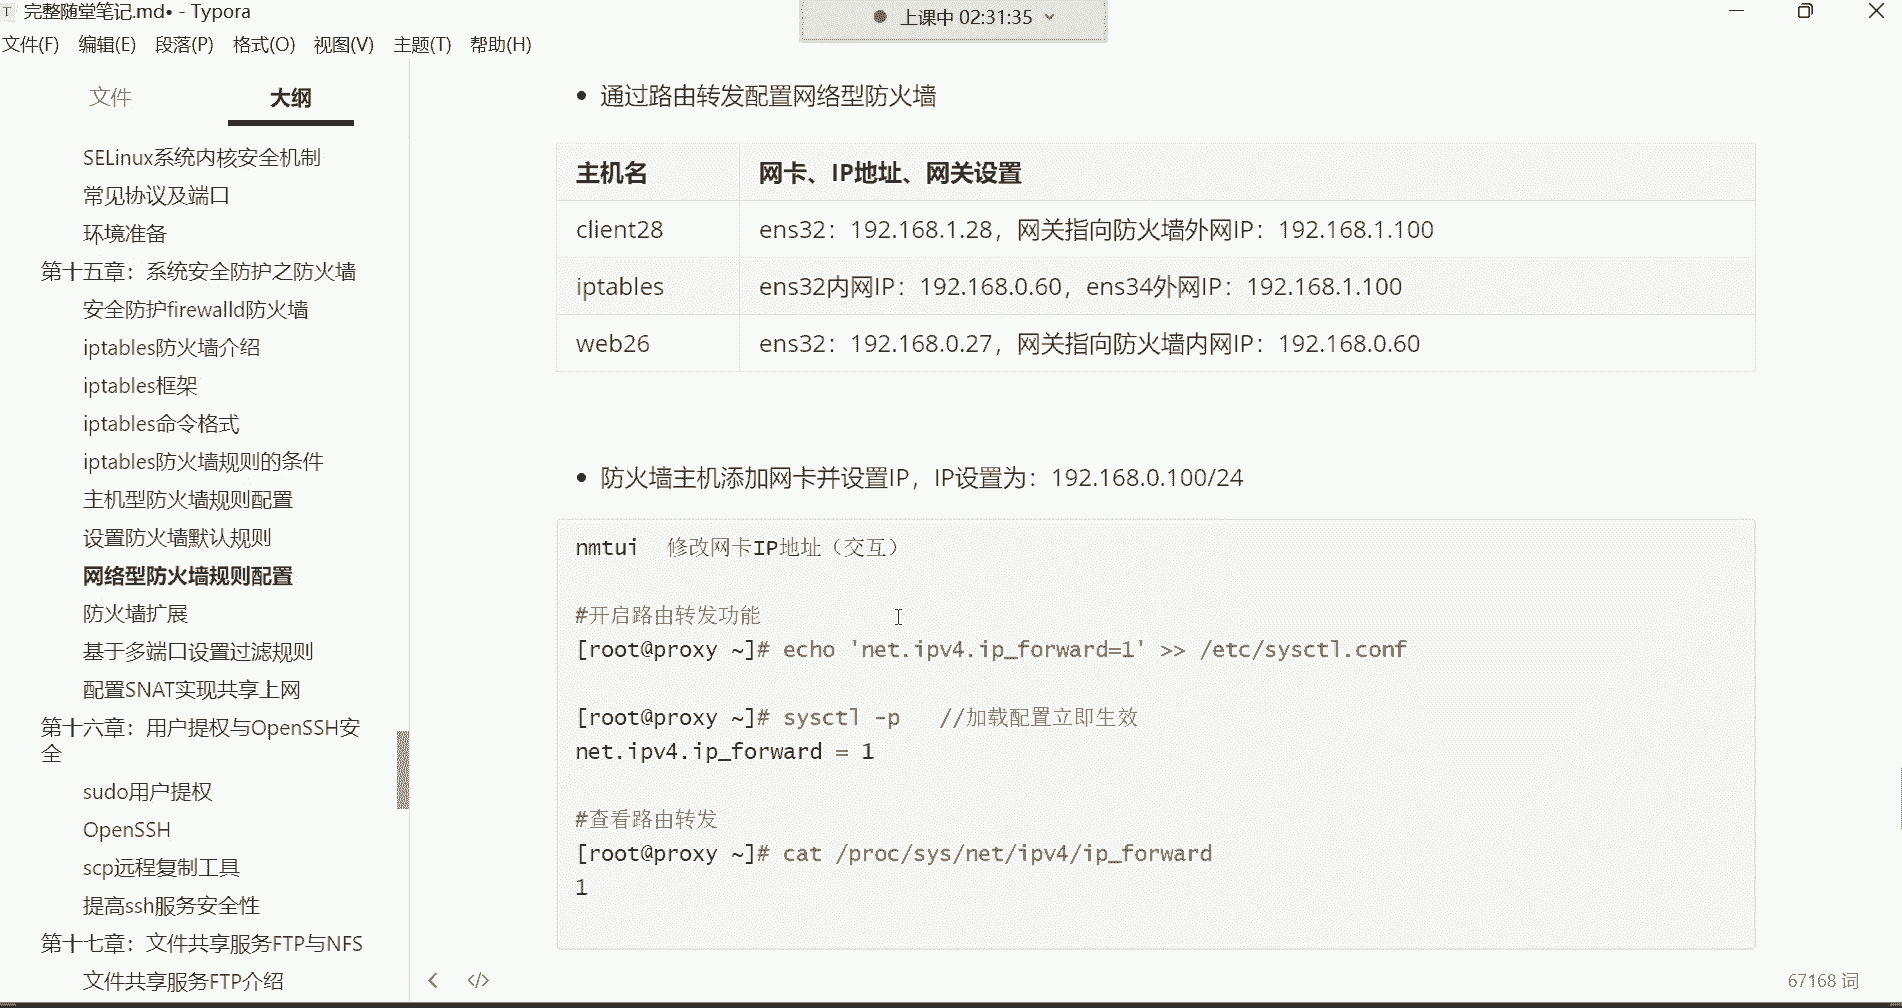 T 完整随堂笔记.md• - Typora
上课中 02:31:35
文件(F) 编辑(E) 段落(P) 格式(O) 视图(V) 主题(T) 帮助(H)
文件 大纲
SELinux系统内核安全机制
常见协议及端口
环境准备
第十五章：系统安全防护之防火墙
安全防护firewalld防火墙
iptables防火墙介绍
iptables框架
iptables命令格式
iptables防火墙规则的条件
主机型防火墙规则配置
设置防火墙默认规则
网络型防火墙规则配置
防火墙扩展
基于多端口设置过滤规则
配置SNAT实现共享上网
第十六章：用户提权与OpenSSH安
全
sudo用户提权
OpenSSH
scp远程复制工具
提高ssh服务安全性
第十七章：文件共享服务FTP与NFS
文件共享服务FTP介绍
• 通过路由转发配置网络型防火墙
主机名 网卡、IP地址、网关设置
client28 ens32：192.168.1.28，网关指向防火墙外网IP：192.168.1.100
iptables ens32内网IP：192.168.0.60，ens34外网IP：192.168.1.100
web26 ens32：192.168.0.27，网关指向防火墙内网IP：192.168.0.60
• 防火墙主机添加网卡并设置IP，IP设置为：192.168.0.100/24
nmtui 修改网卡IP地址（交互）
#开启路由转发功能
[root@proxy ~]# echo 'net.ipv4.ip_forward=1' >> /etc/sysctl.conf
[root@proxy ~]# sysctl -p //加载配置立即生效
net.ipv4.ip_forward = 1
#查看路由转发
[root@proxy ~]# cat /proc/sys/net/ipv4/ip_forward
1
</> 67168 词